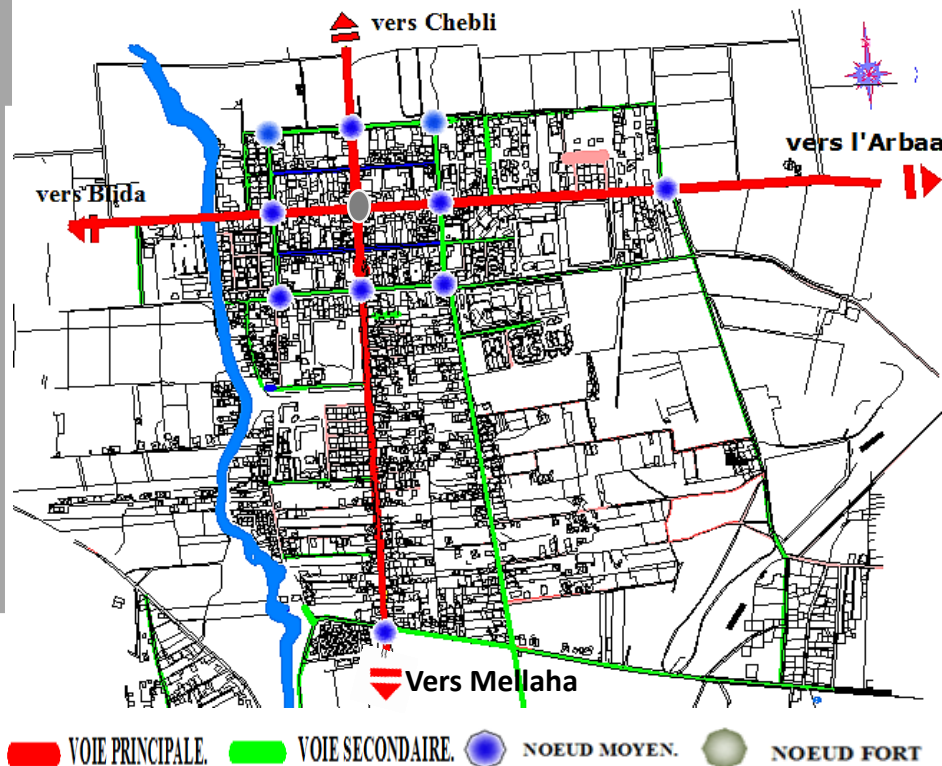 vers Chebli
vers l'Arbaa
vers Blida
Vers Mellaha
VOIE PRINCIPALE.
VOIE SECONDAIRE.
NOEUD MOYEN.
NOEUD FORT